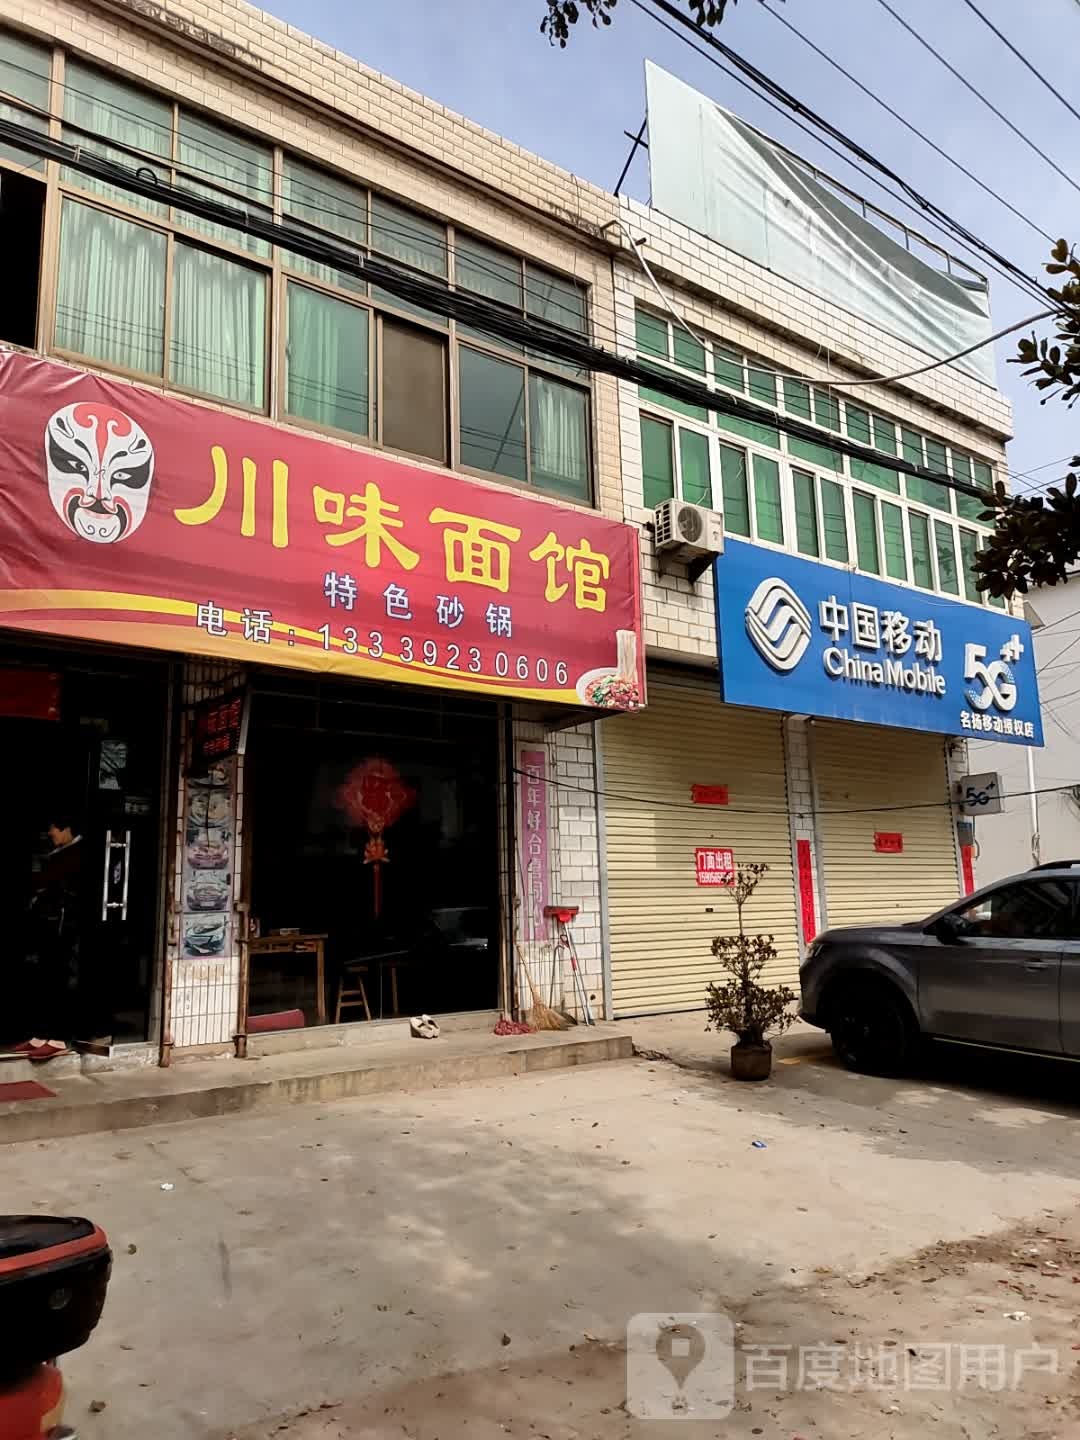 川味面馆
特色砂锅
电话：13339230606
百年好合喜同
中国移动
China Mobile
5G++
名扬移动授权店
5G+
门面出租
百度地图用户